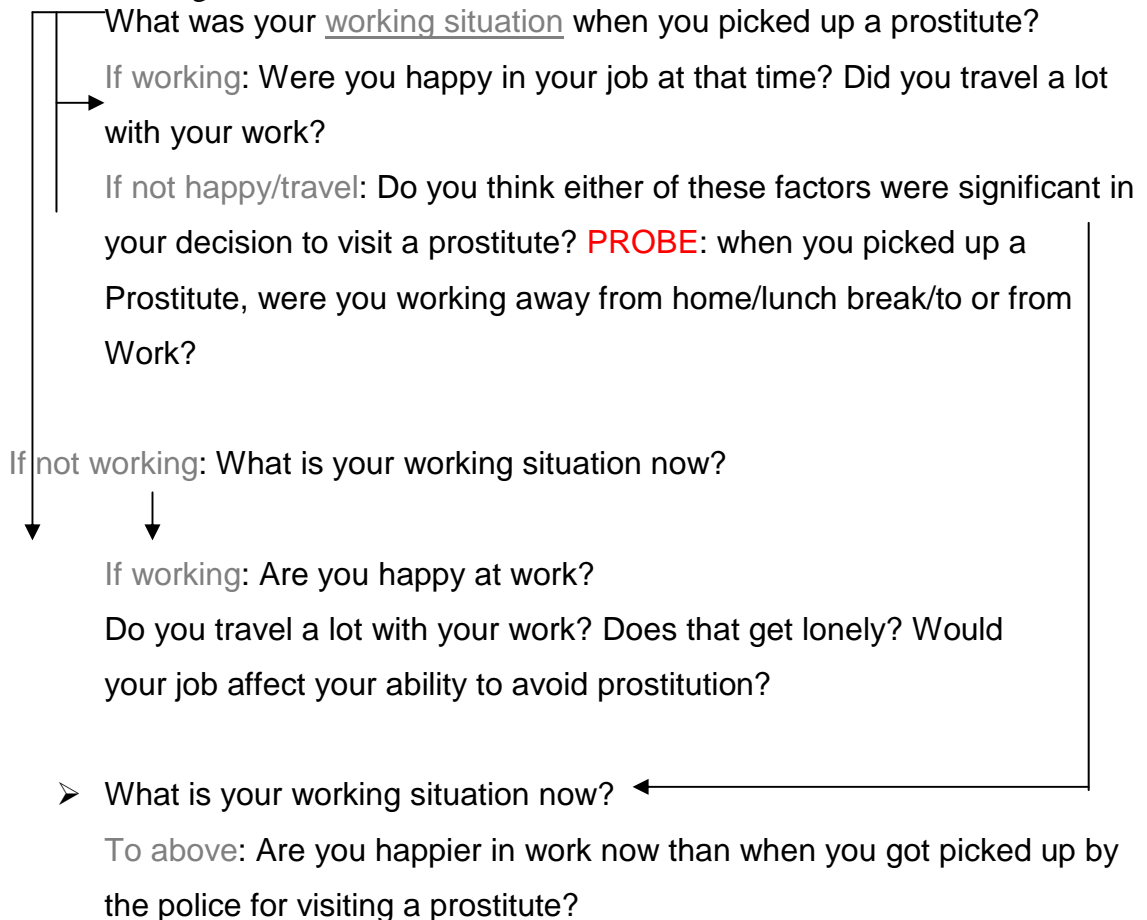 What was your working situation when you picked up a prostitute?
If working: Were you happy in your job at that time? Did you travel a lot
with your work?
If not happy/travel: Do you think either of these factors were significant in
your decision to visit a prostitute? PROBE: when you picked up a
Prostitute, were you working away from home/lunch break/to or from
Work?
If not working: What is your working situation now?
If working: Are you happy at work?
Do you travel a lot with your work? Does that get lonely? Would
your job affect your ability to avoid prostitution?
➢ What is your working situation now?
To above: Are you happier in work now than when you got picked up by
the police for visiting a prostitute?